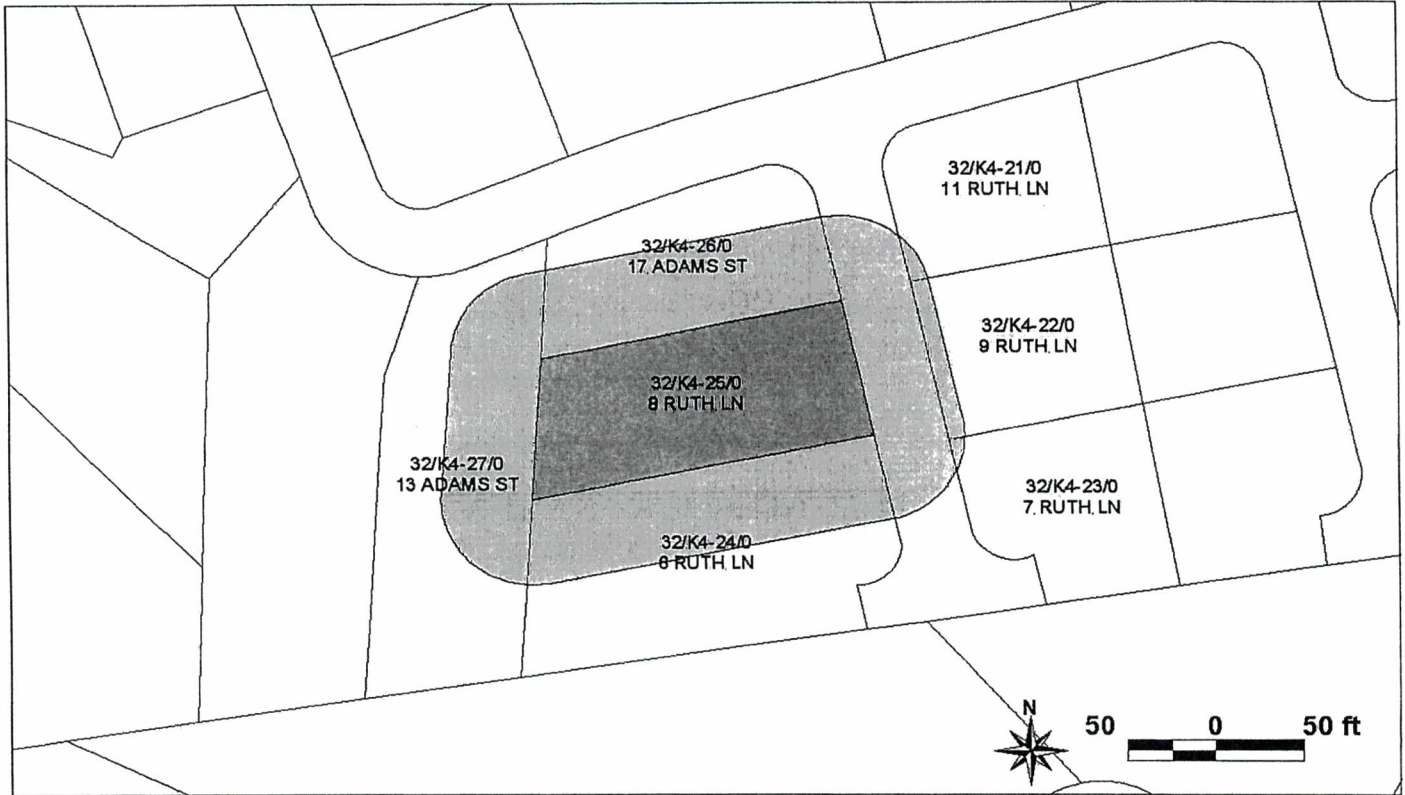 32/K4-21/0
11 RUTH LN
32/K4-26/0
17 ADAMS ST
32/K4-22/0
9 RUTH LN
32/K4-25/0
8 RUTH LN
32/K4-27/0
13 ADAMS ST
32/K4-23/0
7 RUTH LN
32/K4-24/0
6 RUTH LN
N
50 0 50 ft